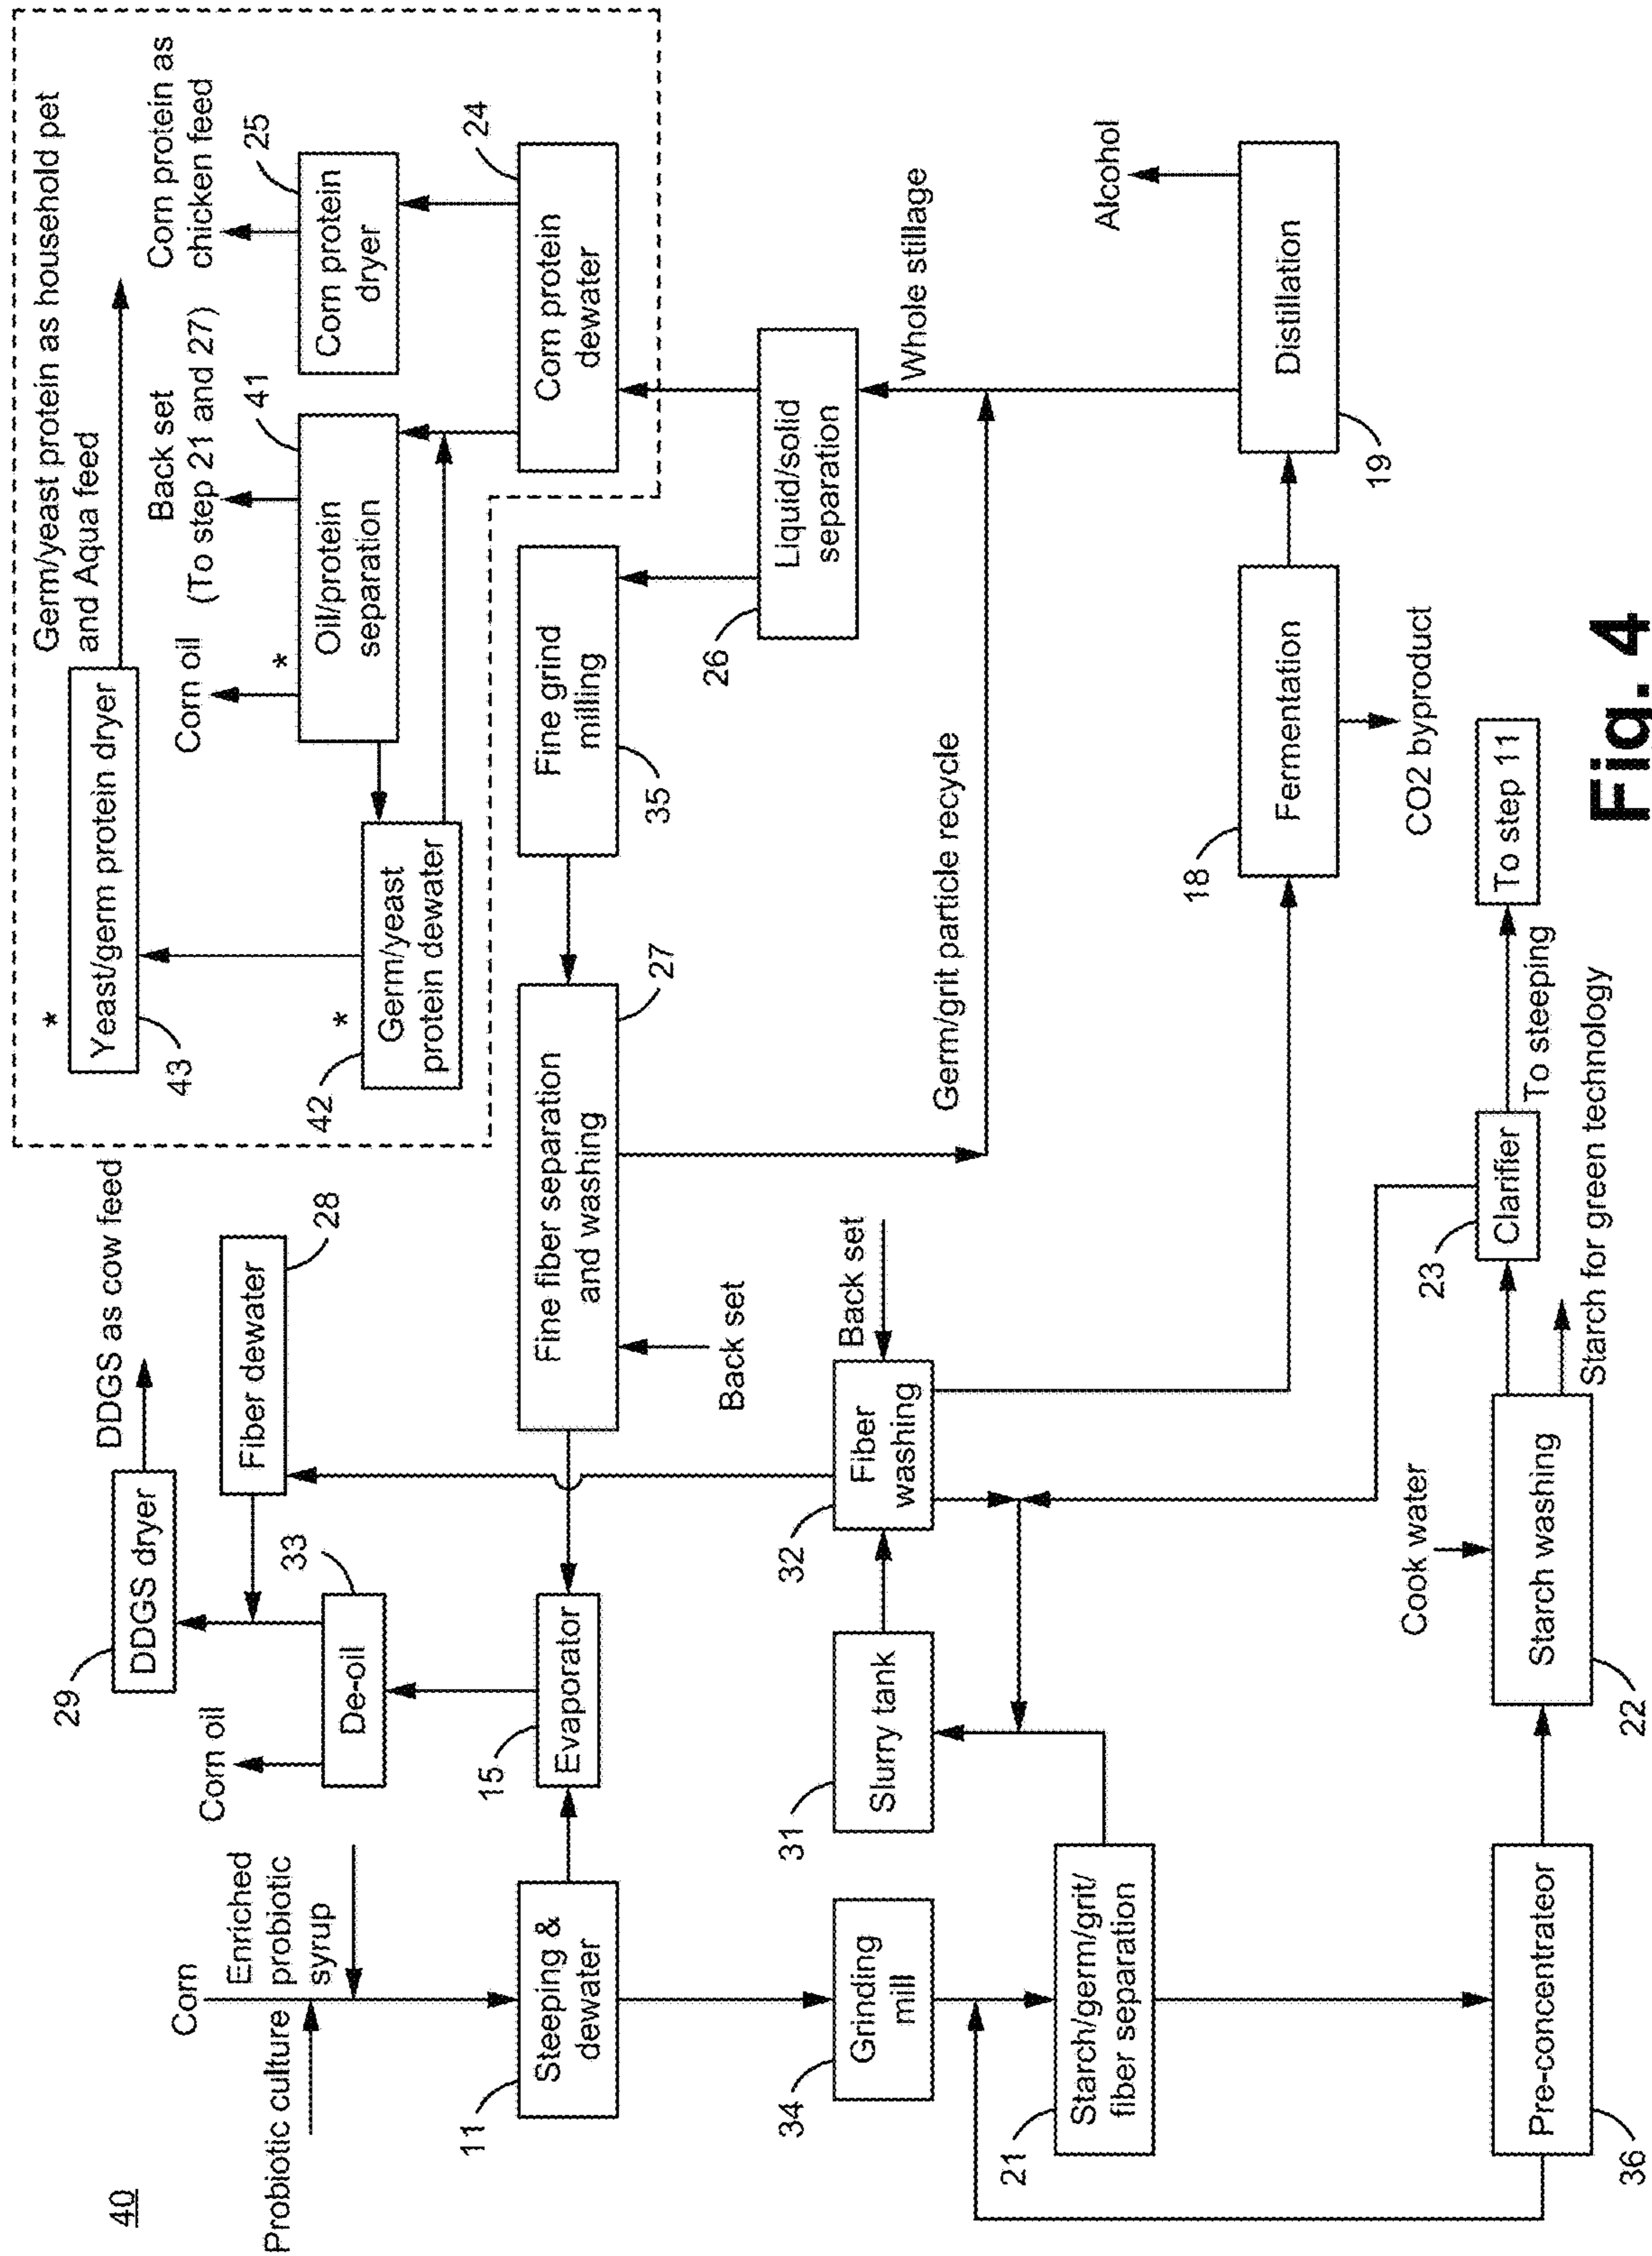 40
Corn
Probiotic culture
Enriched
probiotic
syrup
11
Steeping &
dewater
34
Grinding
mill
21
Starch/germ/grit/
fiber separation
36
Pre-concentrateor
29
DDGS dryer
DDGS as cow feed
Corn oil
33
De-oil
28
Fiber dewater
15
Evaporator
31
Slurry tank
32
Fiber
washing
Back set
Fine fiber separation
and washing
27
Back set
Cook water
22
Starch washing
Starch for green technology
23
Clarifier
To steeping
To step 11
Germ/grit particle recycle
*
Yeast/germ protein dryer
43
Germ/yeast protein as household pet
and Aqua feed
*
42
Germ/yeast
protein dewater
Corn oil
*
Back set
(To step 21 and 27)
41
Oil/protein
separation
Corn protein as
chicken feed
25
Corn protein
dryer
24
Corn protein
dewater
35
Fine grind
milling
26
Liquid/solid
separation
Whole stillage
18
Fermentation
CO2 byproduct
19
Distillation
Alcohol
Fig. 4